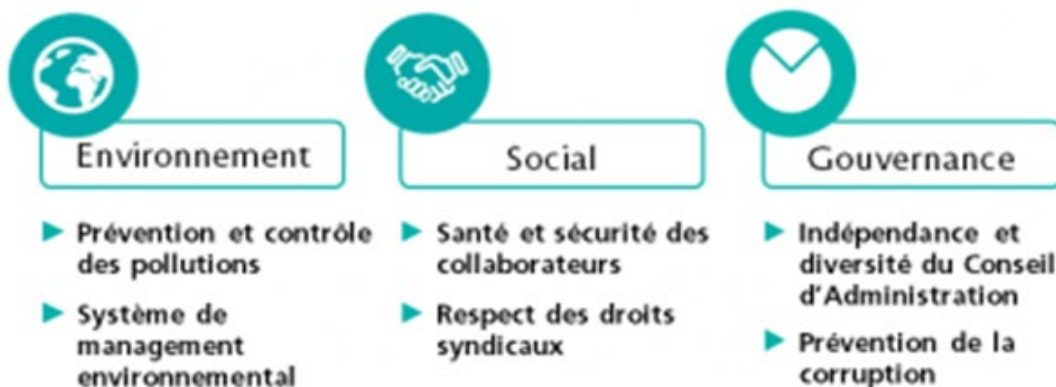 Environnement
Prévention et contrôle
des pollutions
Système de
management
environnemental
Social
Santé et sécurité des
collaborateurs
Respect des droits
syndicaux
Gouvernance
Indépendance et
diversité du Conseil
d'Administration
Prévention de la
corruption